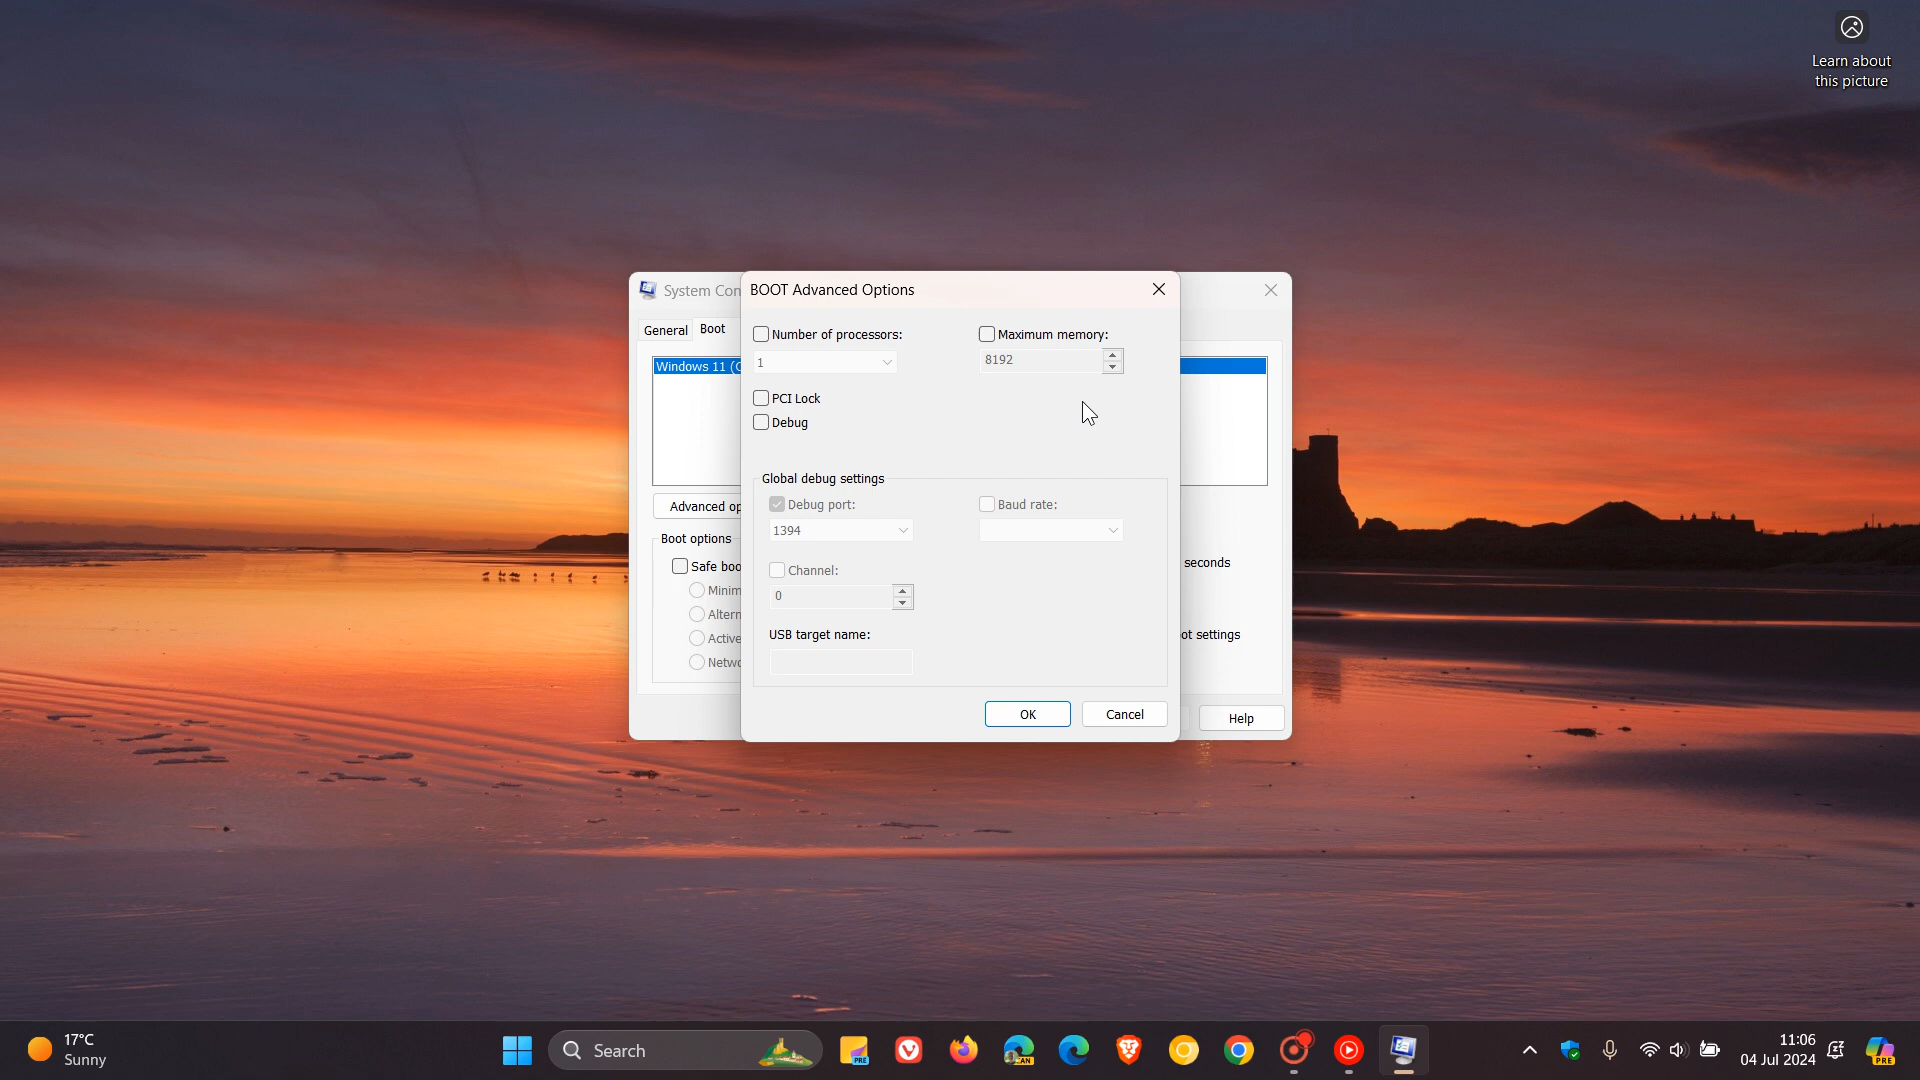 Learn about
this picture
System Con
BOOT Advanced Options
General
Boot
Number of processors:
Maximum memory:
1
8192
Windows 11 (C
PCI Lock
Debug
Global debug settings
Debug port:
Baud rate:
1394
Advanced op
Boot options
Channel:
seconds
Safe boo
0
Minim
Altern
USB target name:
ot settings
Active
Netwo
OK
Cancel
Help
17°C
Sunny
Search
PRE
CAN
11:06
04 Jul 2024
PRE